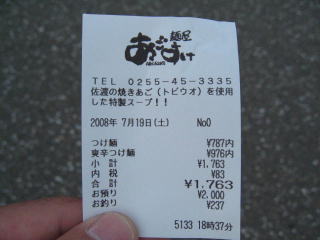 麺屋
あごすけ
AGOSUKE
TEL 0255-45-3335
佐渡の焼きあご(トビウオ)を使用
した特製スープ!!
2008年 7月19日(土) No0
つけ麺 ¥787内
爽辛つけ麺 ¥976内
小 計 ¥1,763
内 税 ¥83
合 計 ¥1,763
お預り ¥2,000
お釣り ¥237
5133 18時37分